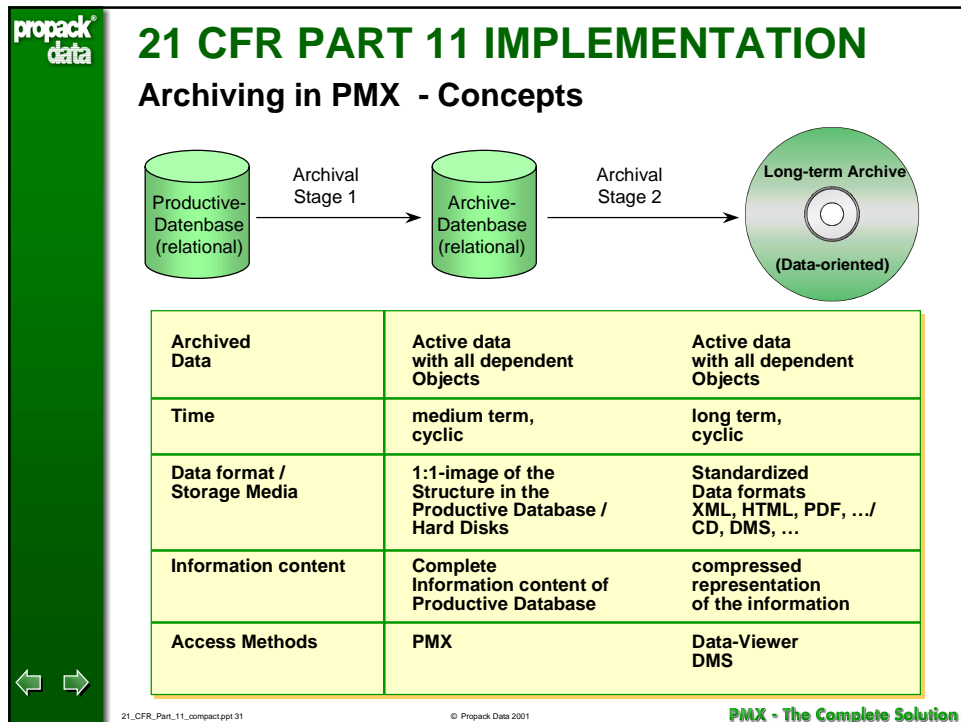 propack®
data
21 CFR PART 11 IMPLEMENTATION
Archiving in PMX - Concepts
Productive-
Datenbase
(relational)
Archival
Stage 1
Archive-
Datenbase
(relational)
Archival
Stage 2
Long-term Archive
(Data-oriented)
Archived
Data
Active data
with all dependent
Objects
Active data
with all dependent
Objects
Time
medium term,
cyclic
long term,
cyclic
Data format /
Storage Media
1:1-image of the
Structure in the
Productive Database /
Hard Disks
Standardized
Data formats
XML, HTML, PDF, …/
CD, DMS, …
Information content
Complete
Information content of
Productive Database
compressed
representation
of the information
Access Methods
PMX
Data-Viewer
DMS
21_CFR_Part_11_compact.ppt 31
© Propack Data 2001
PMX - The Complete Solution